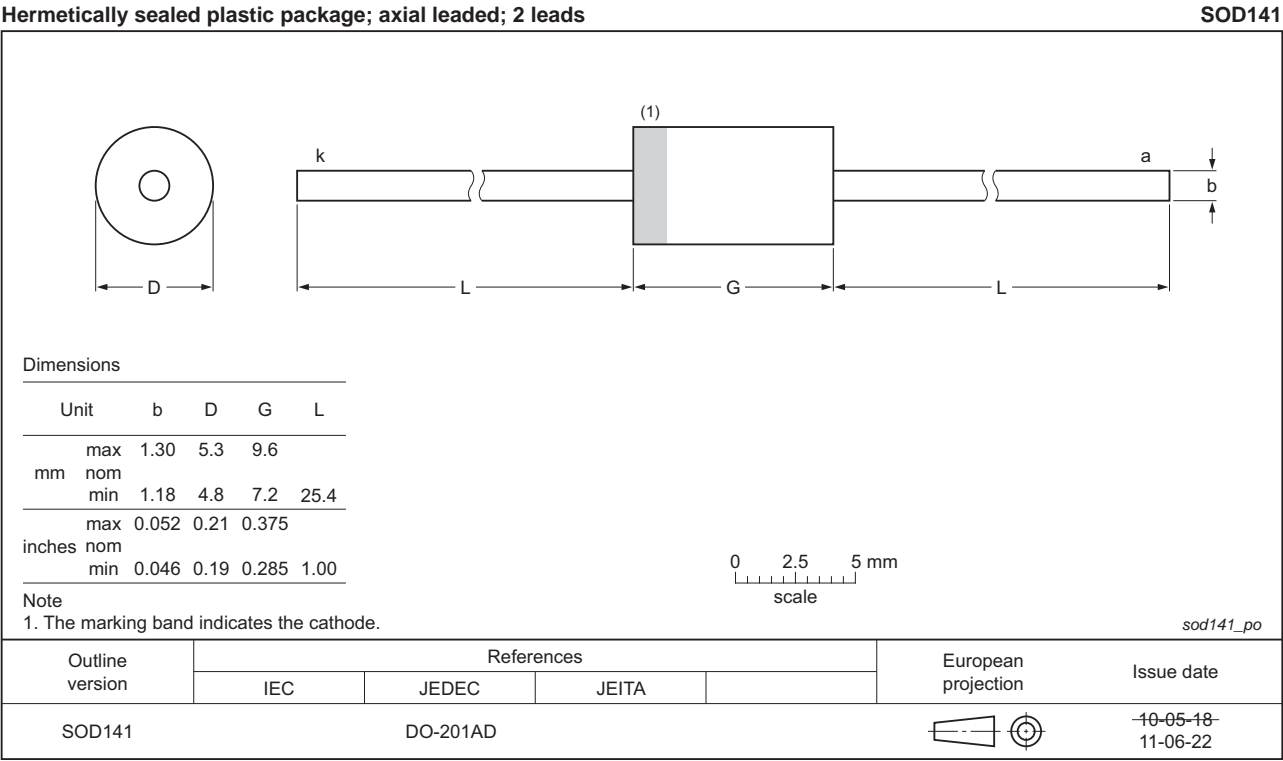 Hermetically sealed plastic package; axial leaded; 2 leads SOD141
(1)
k a
b
D L G L
Dimensions
Unit b D G L
max 1.30 5.3 9.6
mm nom
min 1.18 4.8 7.2 25.4
max 0.052 0.21 0.375
inches nom
min 0.046 0.19 0.285 1.00
0 2.5 5 mm
scale
Note
1. The marking band indicates the cathode.
sod141_po
Outline version References European projection Issue date
IEC JEDEC JEITA
SOD141 DO-201AD 10-05-18
11-06-22